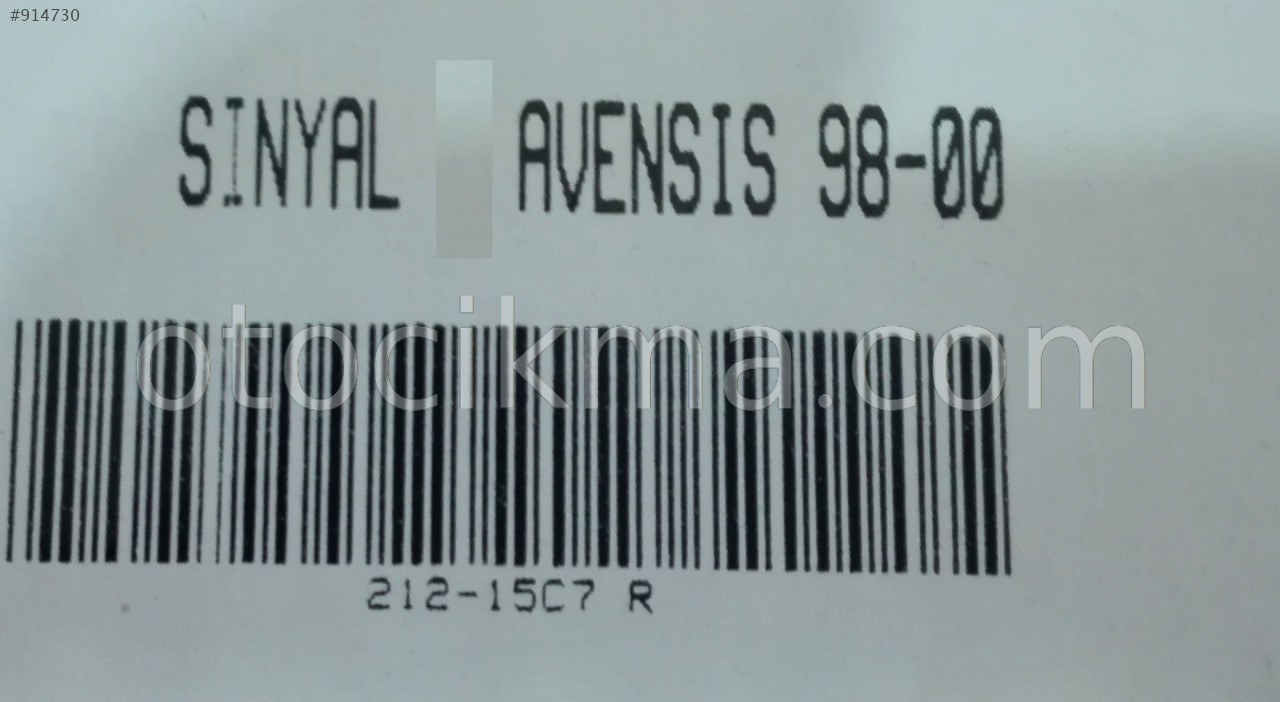 #914730
SINYAL AVENSIS 98-00
otocikma.com
212-15C7 R